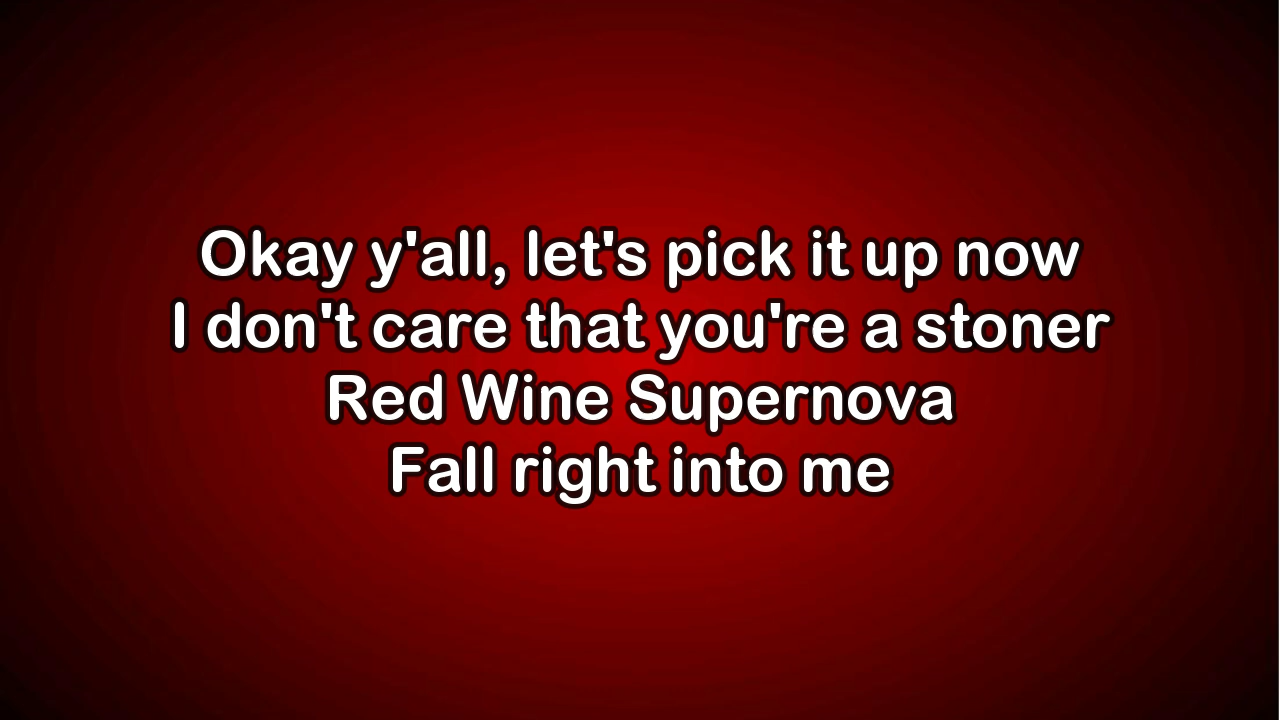 Okay y'all, let's pick it up now
I don't care that you're a stoner
Red Wine Supernova
Fall right into me